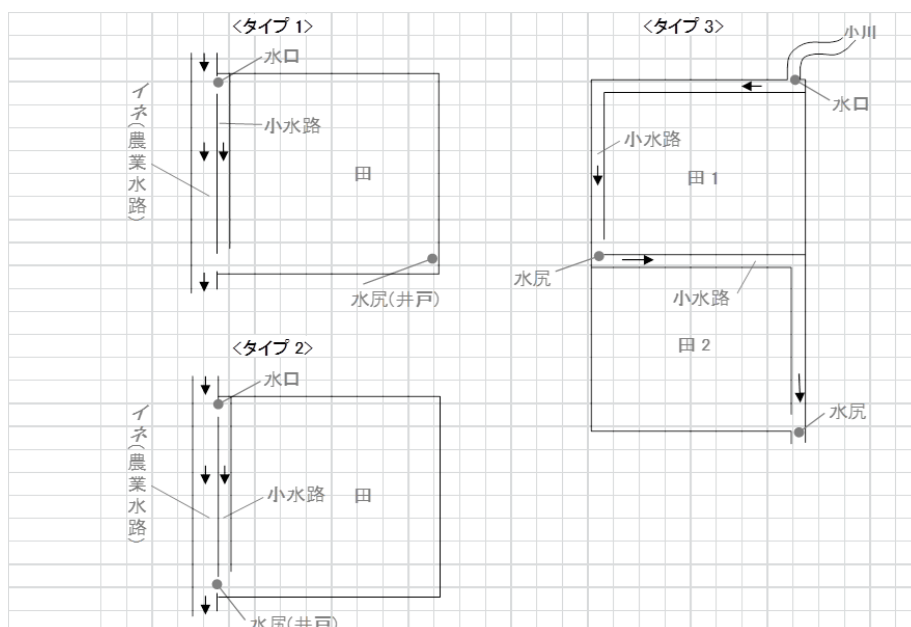 <タイプ 1>
水口
イネ(農業水路)
小水路
田
水尻(井戸)
<タイプ 2>
水口
イネ(農業水路)
小水路
田
水尻(井戸)
<タイプ 3>
小川
水口
小水路
田 1
水尻
小水路
田 2
水尻